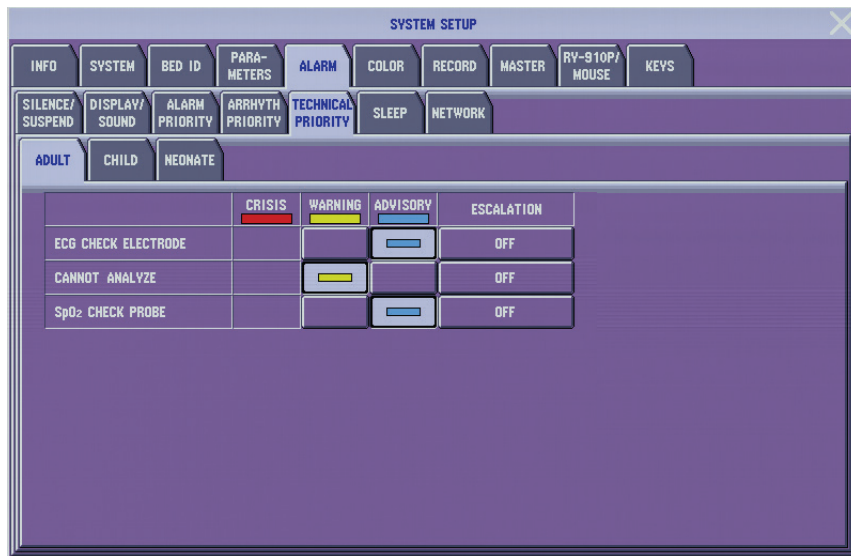 SYSTEM SETUP
INFO SYSTEM BED ID PARA-METERS ALARM COLOR RECORD MASTER RY-910P/MOUSE KEYS
SILENCE/SUSPEND DISPLAY/SOUND ALARM PRIORITY ARRHYTH PRIORITY TECHNICAL PRIORITY SLEEP NETWORK
ADULT CHILD NEONATE
CRISIS WARNING ADVISORY ESCALATION
ECG CHECK ELECTRODE OFF
CANNOT ANALYZE OFF
SpO₂ CHECK PROBE OFF